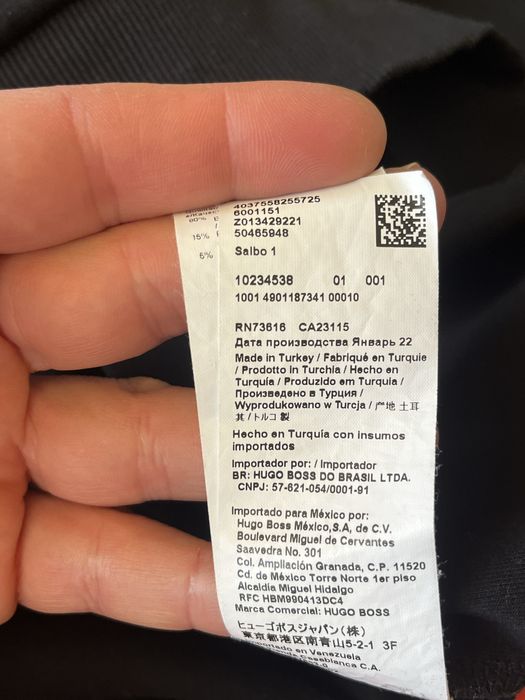 4037558255725
6001151
Z013429221
50465948
Salbo 1
10234538 01 001
1001 4901187341 00010
RN73616 CA23115
Дата производства Январь 22
Made in Turkey / Fabriqué en Turquie
/ Prodotto in Turchia / Hecho en
Turquía / Produzido em Turquia /
Произведено в Турции /
Wyprodukowano w Turcja / 产地 土耳
其 / トルコ 製
Hecho en Turquía con insumos
importados
Importador por: / Importador
BR: HUGO BOSS DO BRASIL LTDA.
CNPJ: 57-621-054/0001-91
Importado para México por:
Hugo Boss México,S.A, de C.V.
Boulevard Miguel de Cervantes
Saavedra No. 301
Col. Ampliación Granada, C.P. 11520
Cd. de México Torre Norte 1er piso
Alcaldia Miguel Hidalgo
RFC HBM990413DC4
Marca Comercial: HUGO BOSS
ヒューゴボスジャパン(株)
東京都港区南青山5-2-1 3F
en Venezuela
Casablanca C.A.
15%
5%